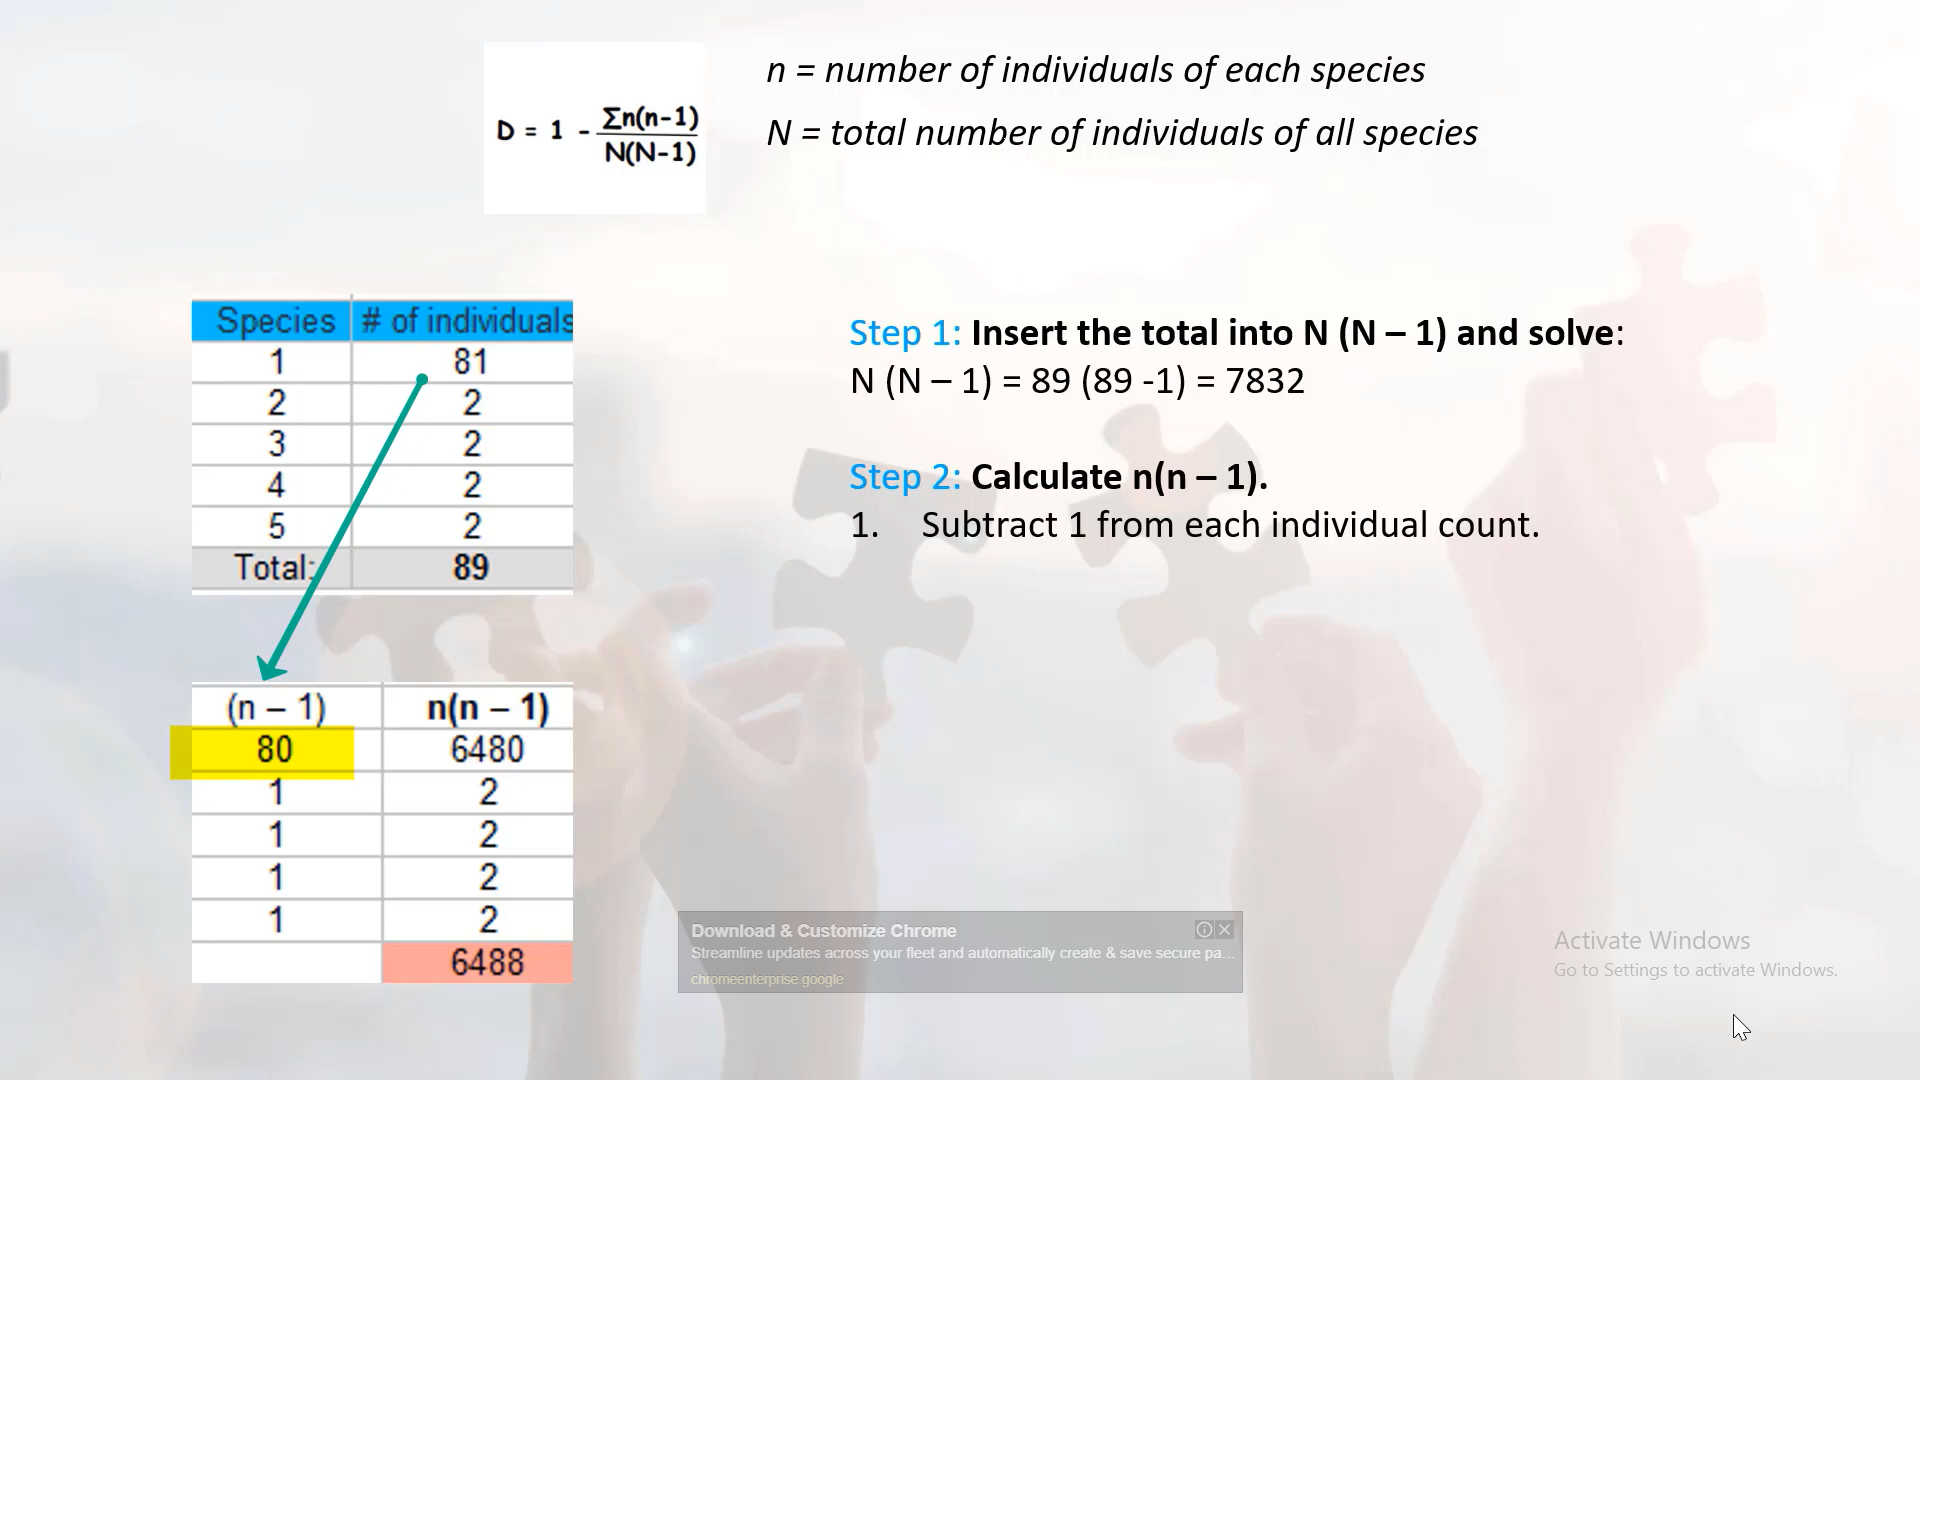 D = 1 - Σn(n-1)
N(N-1)
n = number of individuals of each species
N = total number of individuals of all species
Species # of individuals
1 81
2 2
3 2
4 2
5 2
Total: 89
Step 1: Insert the total into N (N – 1) and solve:
N (N – 1) = 89 (89 -1) = 7832
Step 2: Calculate n(n – 1).
1. Subtract 1 from each individual count.
(n – 1) n(n – 1)
80 6480
1 2
1 2
1 2
1 2
6488
Download & Customize Chrome
Streamline updates across your fleet and automatically create & save secure pa...
chromeenterprise.google
Activate Windows
Go to Settings to activate Windows.